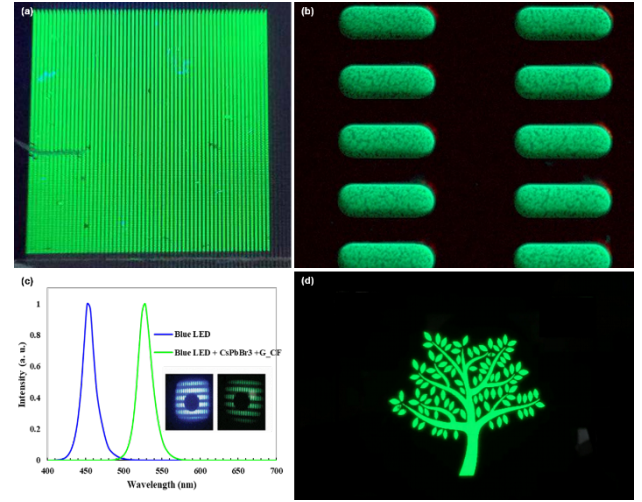 (a)
(b)
(c)
Intensity (a. u.)
1
0.8
0.6
0.4
0.2
0
Blue LED
Blue LED + CsPbBr3 +G_CF
400 450 500 550 600 650 700
Wavelength (nm)
(d)